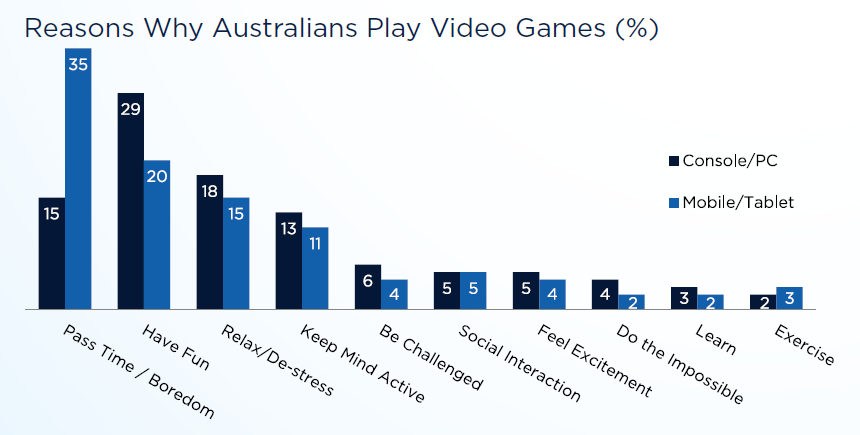 Reasons Why Australians Play Video Games (%)
35
29
20
15
18
15
13
11
6
4
5
5
5
4
4
2
3
2
2
3
Console/PC
Mobile/Tablet
Pass Time / Boredom
Have Fun
Relax/De-stress
Keep Mind Active
Be Challenged
Social Interaction
Feel Excitement
Do the Impossible
Learn
Exercise